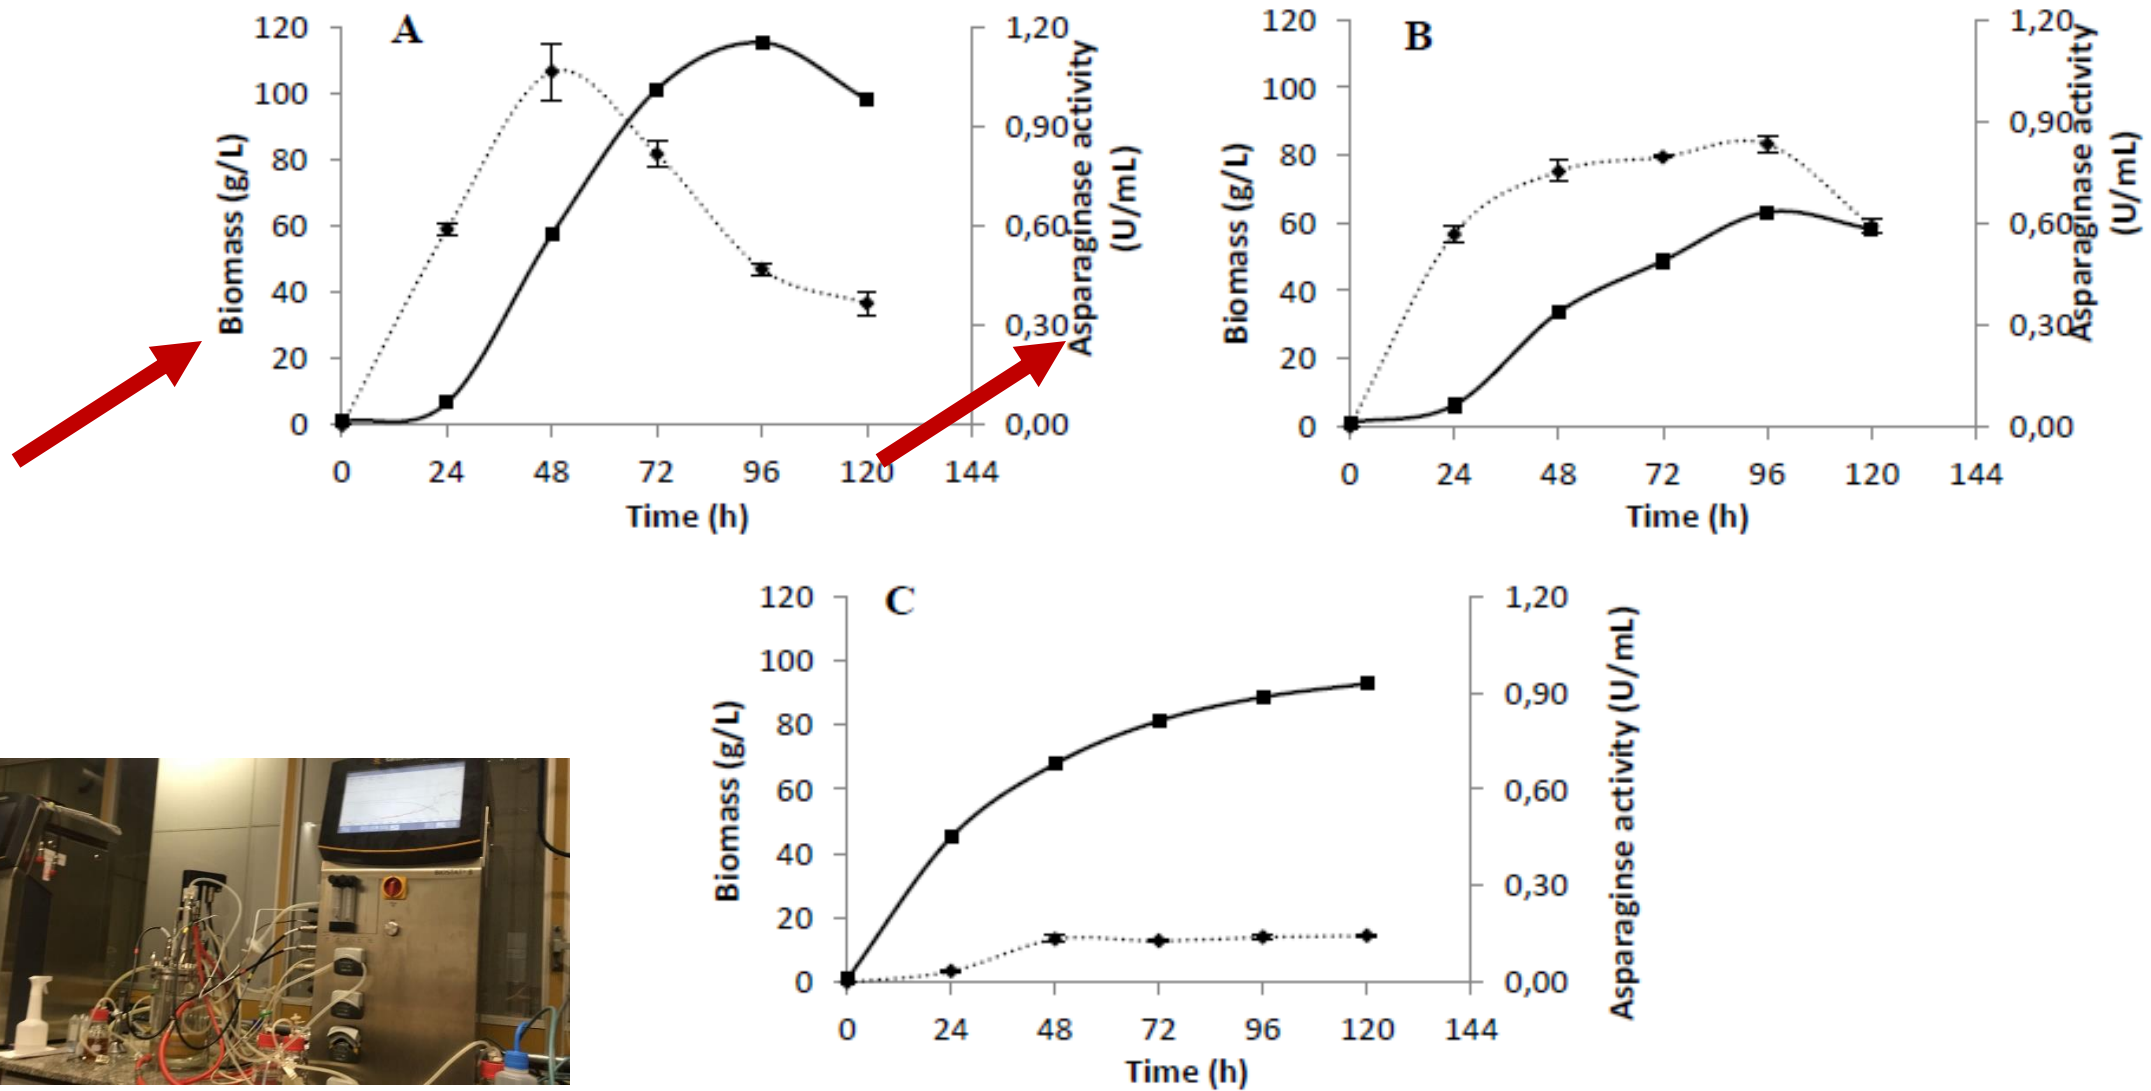 A
120
100
80
60
40
20
0
Biomass (g/L)
1,20
0,90
0,60
0,30
0,00
Asparaginase activity
(U/mL)
0 24 48 72 96 120 144
Time (h)
B
120
100
80
60
40
20
0
Biomass (g/L)
1,20
0,90
0,60
0,30
0,00
Asparaginase activity
(U/mL)
0 24 48 72 96 120 144
Time (h)
C
120
100
80
60
40
20
0
Biomass (g/L)
1,20
0,90
0,60
0,30
0,00
Asparaginse activity (U/mL)
0 24 48 72 96 120 144
Time (h)
BIOSTAT B